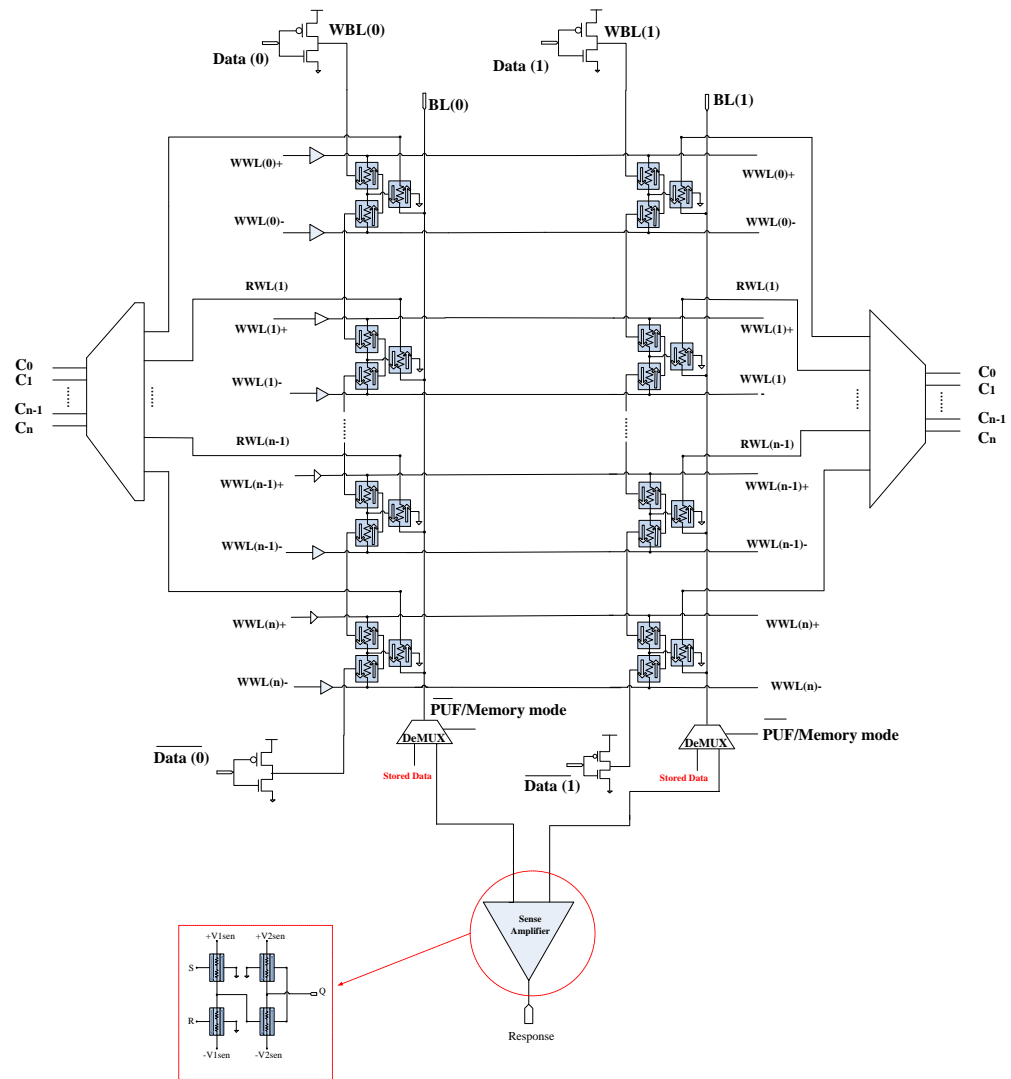 WBL(0)
WBL(1)
Data (0)
Data (1)
BL(0)
BL(1)
WWL(0)+
WWL(0)+
WWL(0)-
WWL(0)-
RWL(1)
RWL(1)
WWL(1)+
WWL(1)+
WWL(1)-
WWL(1)
-
C0
C1
Cn-1
Cn
C0
C1
Cn-1
Cn
RWL(n-1)
RWL(n-1)
WWL(n-1)+
WWL(n-1)+
WWL(n-1)-
WWL(n-1)-
WWL(n)+
WWL(n)+
WWL(n)-
WWL(n)-
P̅U̅F̅/Memory mode
P̅U̅F̅/Memory mode
DeMUX
DeMUX
D̅a̅t̅a̅ ̅(̅0̅)̅
D̅a̅t̅a̅ ̅(̅1̅)̅
Stored Data
Stored Data
Sense
Amplifier
+V1sen
+V2sen
S
Q
R
-V1sen
-V2sen
Response